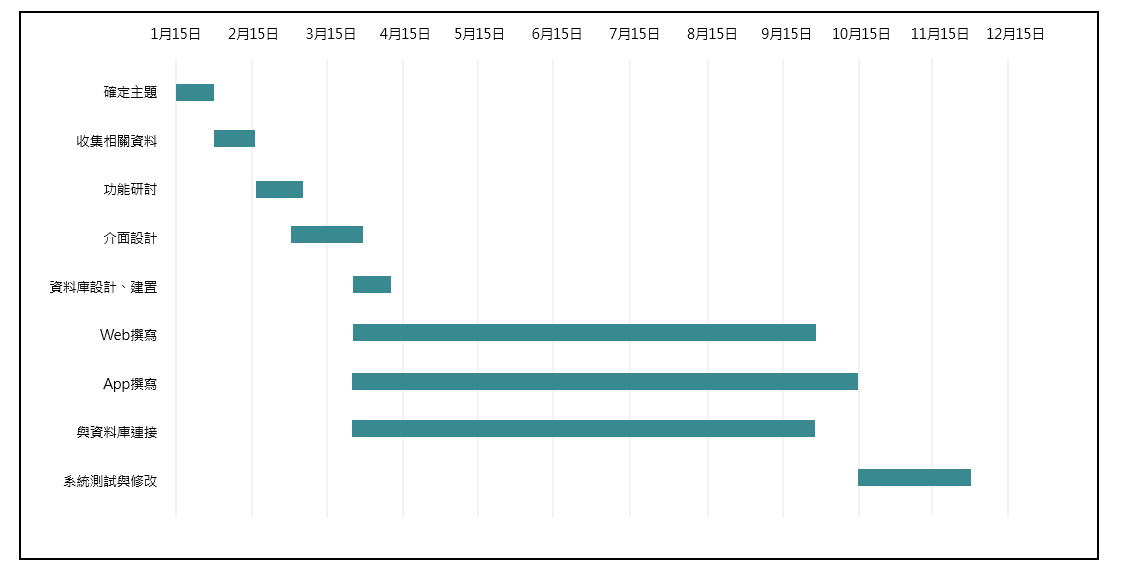 1月15日 2月15日 3月15日 4月15日 5月15日 6月15日 7月15日 8月15日 9月15日 10月15日 11月15日 12月15日
確定主題
收集相關資料
功能研討
介面設計
資料庫設計、建置
Web撰寫
App撰寫
與資料庫連接
系統測試與修改